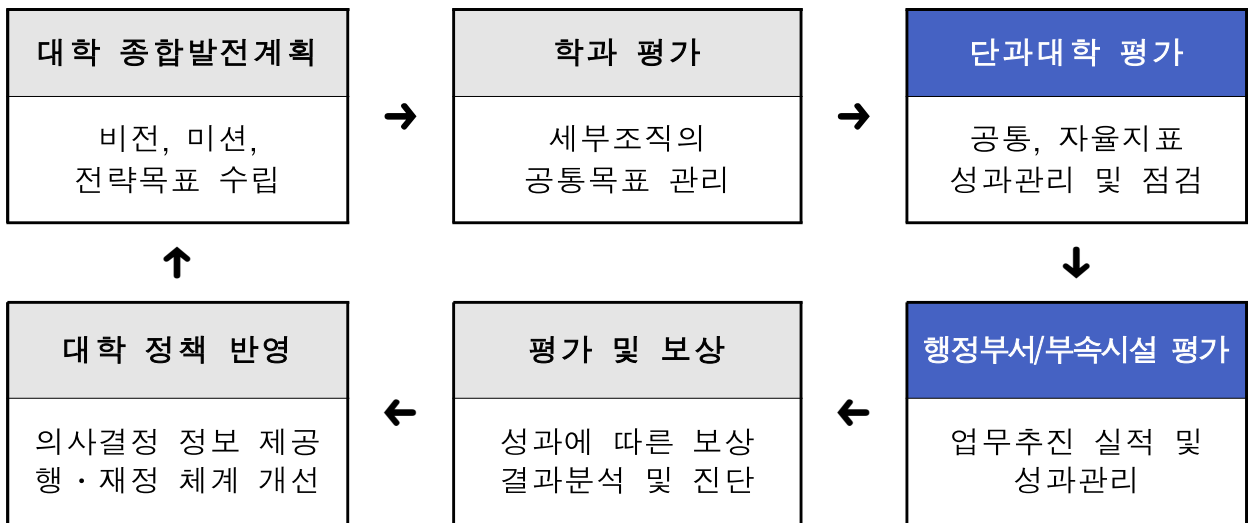 대학 종합발전계획
비전, 미션,
전략목표 수립
학과 평가
세부조직의
공통목표 관리
단과대학 평가
공통, 자율지표
성과관리 및 점검
대학 정책 반영
의사결정 정보 제공
행·재정 체계 개선
평가 및 보상
성과에 따른 보상
결과분석 및 진단
행정부서/부속시설 평가
업무추진 실적 및
성과관리